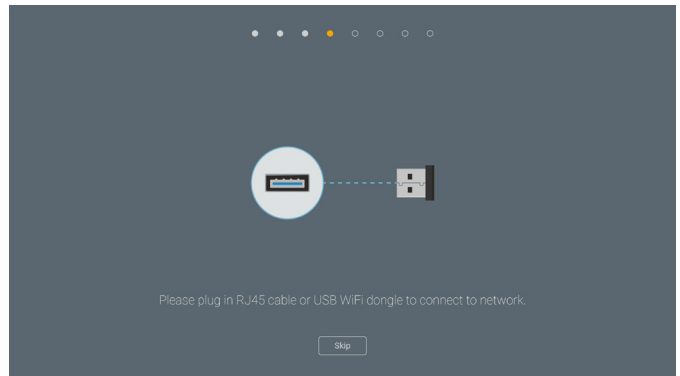 Please plug in RJ45 cable or USB WiFi dongle to connect to network.
Skip